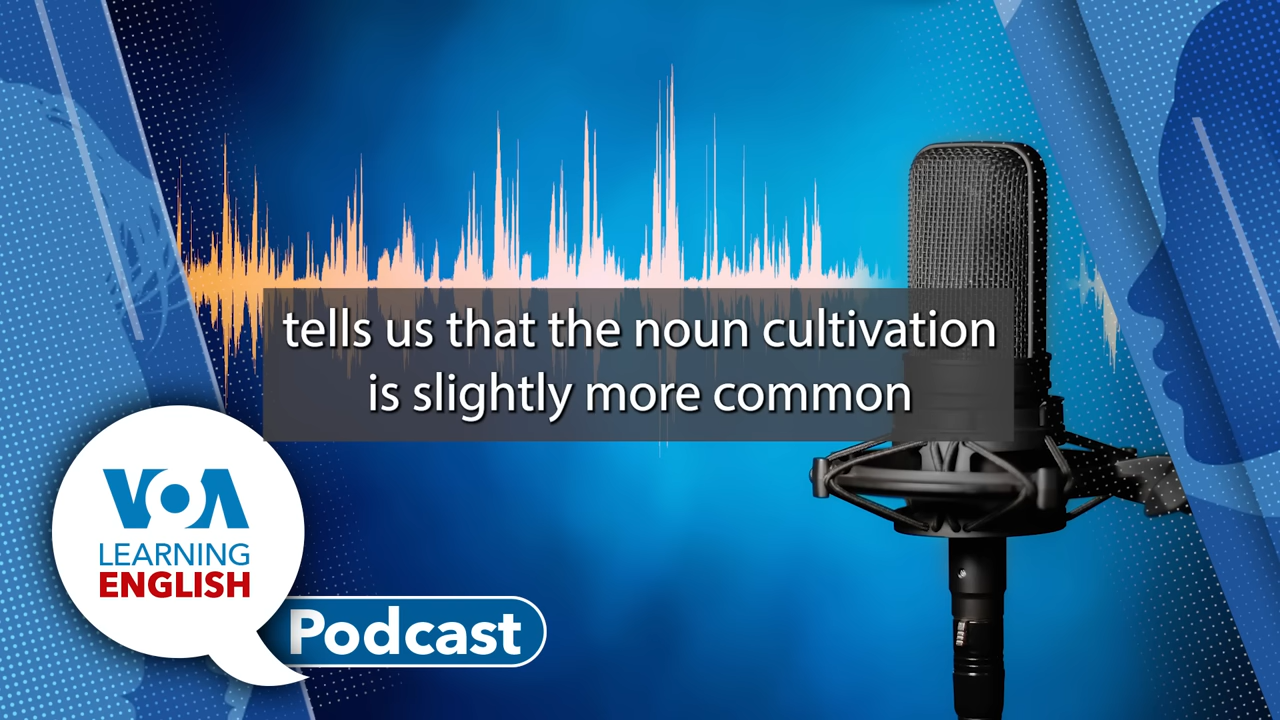 tells us that the noun cultivation
is slightly more common
VOA
LEARNING
ENGLISH
Podcast